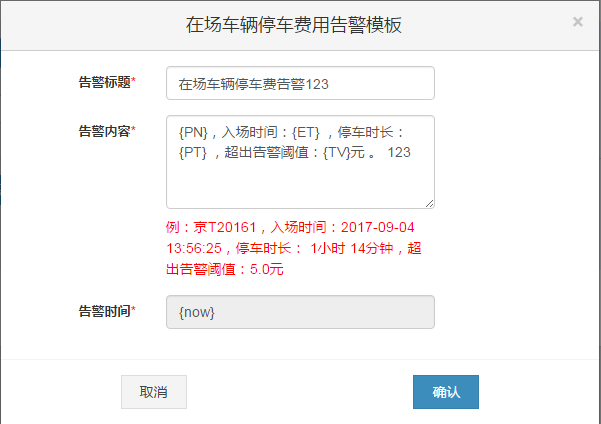 在场车辆停车费用告警模板
×
告警标题*
在场车辆停车费告警123
告警内容*
{PN}，入场时间：{ET} ，停车时长：
{PT} ，超出告警阈值：{TV}元 。 123
例：京T20161，入场时间：2017-09-04
13:56:25，停车时长： 1小时 14分钟，超
出告警阈值：5.0元
告警时间*
{now}
取消
确认